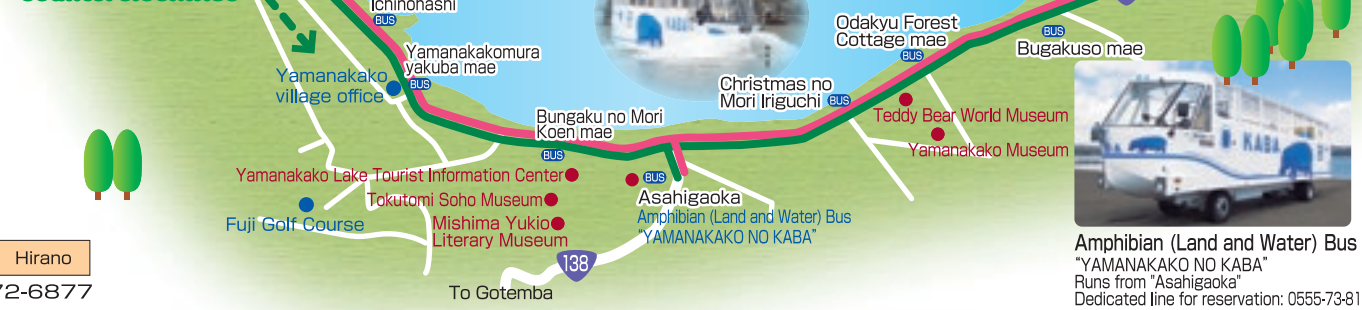 Ichinohashi
BUS
Yamanakakomura
yakuba mae
BUS
Yamanakako
village office
Bungaku no Mori
Koen mae
BUS
Christmas no
Mori Iriguchi
BUS
Odakyu Forest
Cottage mae
BUS
BUS
Bugakuso mae
Teddy Bear World Museum
Yamanakako Museum
Yamanakako Lake Tourist Information Center
BUS
Tokutomi Soho Museum
Asahigaoka
Fuji Golf Course
Mishima Yukio
Literary Museum
Amphibian (Land and Water) Bus
“YAMANAKAKO NO KABA”
138
To Gotemba
Hirano
72-6877
KABA
Amphibian (Land and Water) Bus
“YAMANAKAKO NO KABA”
Runs from "Asahigaoka"
Dedicated line for reservation: 0555-73-81